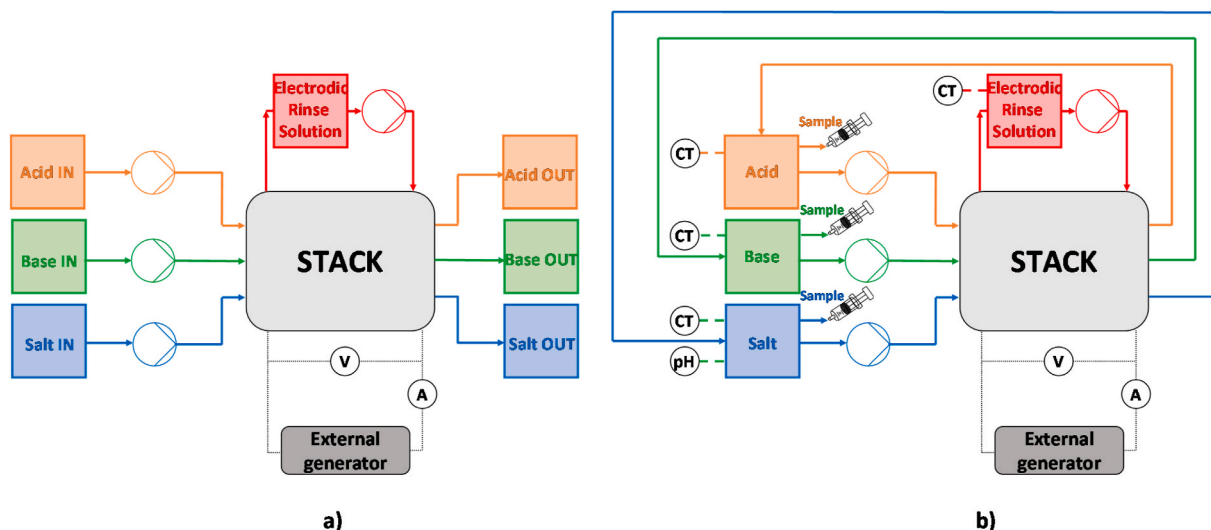 Electrodic
Rinse
Solution
Acid IN
Acid OUT
Base IN
STACK
Base OUT
Salt IN
Salt OUT
V
A
External
generator
a)
CT
Electrodic
Rinse
Solution
Sample
CT
Acid
Sample
CT
Base
STACK
Sample
CT
Salt
pH
V
A
External
generator
b)